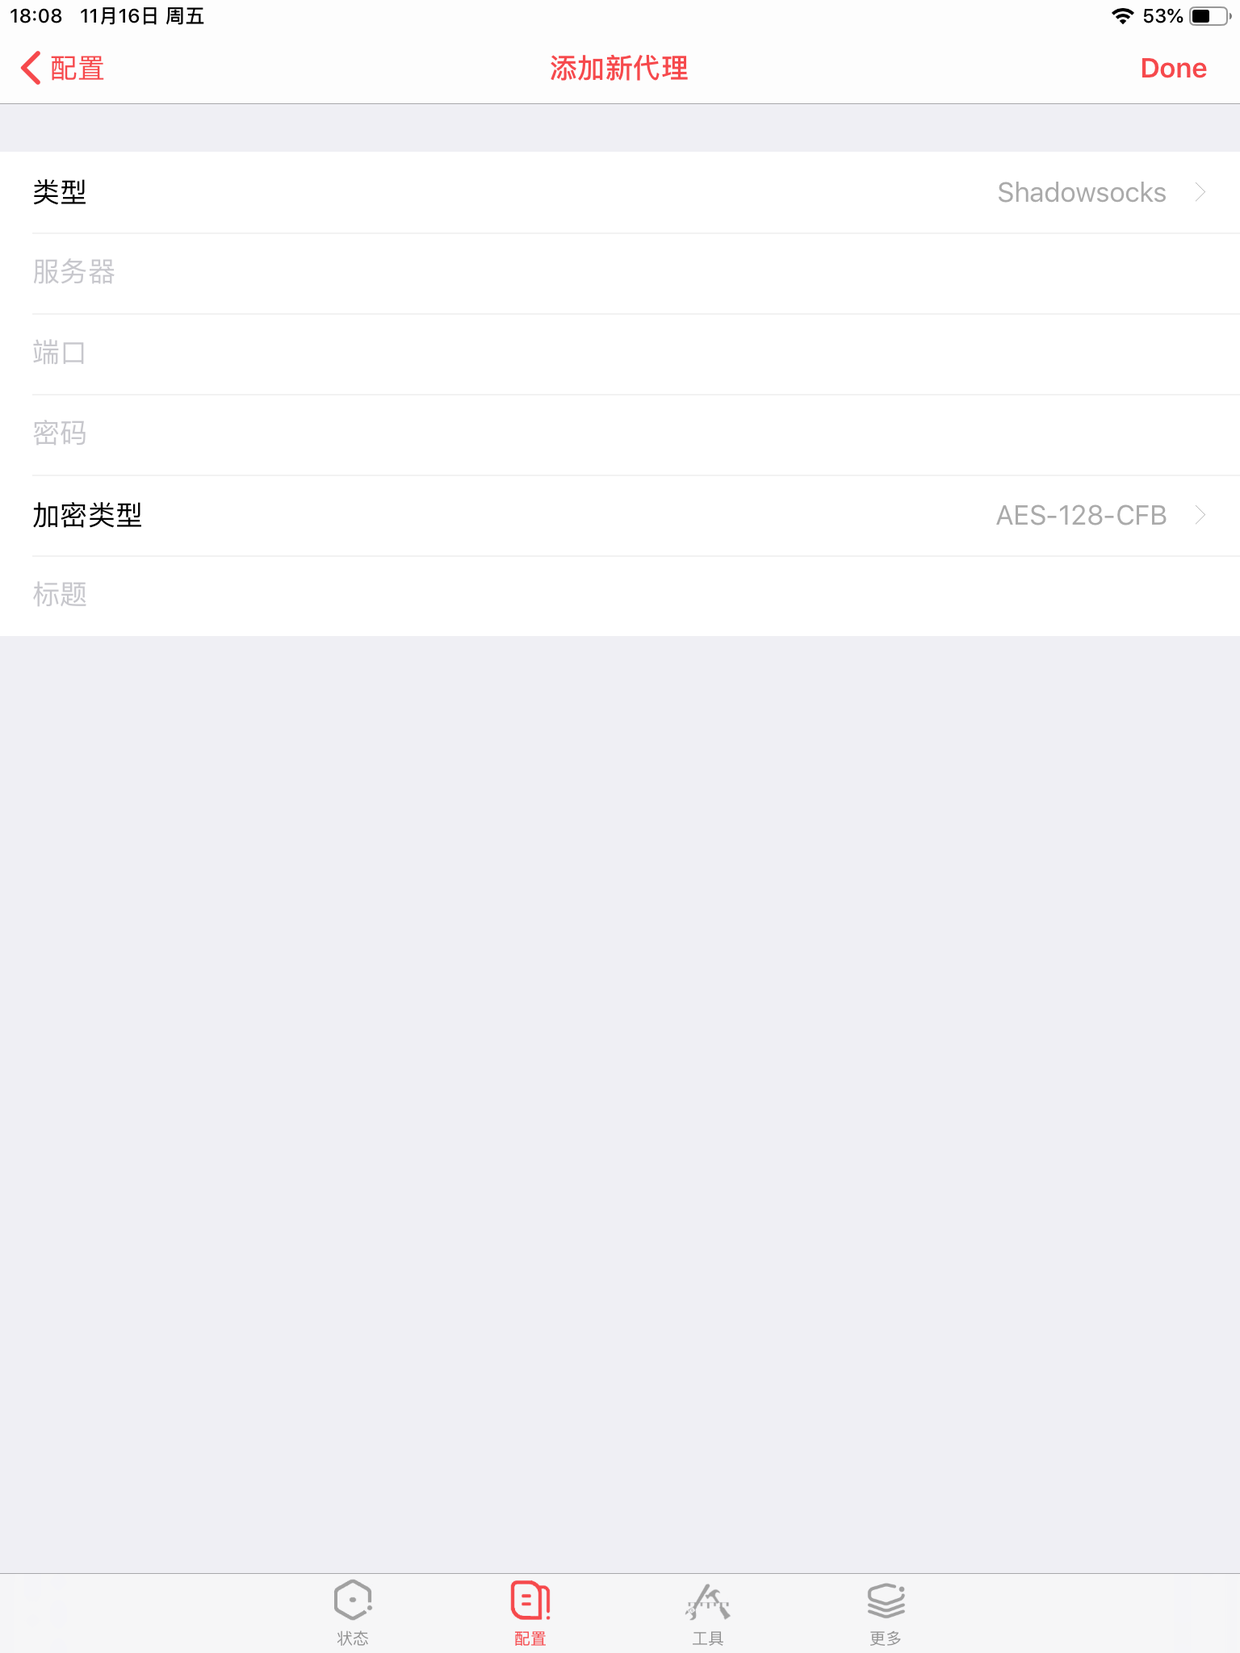 18:08 11月16日 周五 53%
配置 添加新代理 Done
类型 Shadowsocks
服务器
端口
密码
加密类型 AES-128-CFB
标题
状态 配置 工具 更多